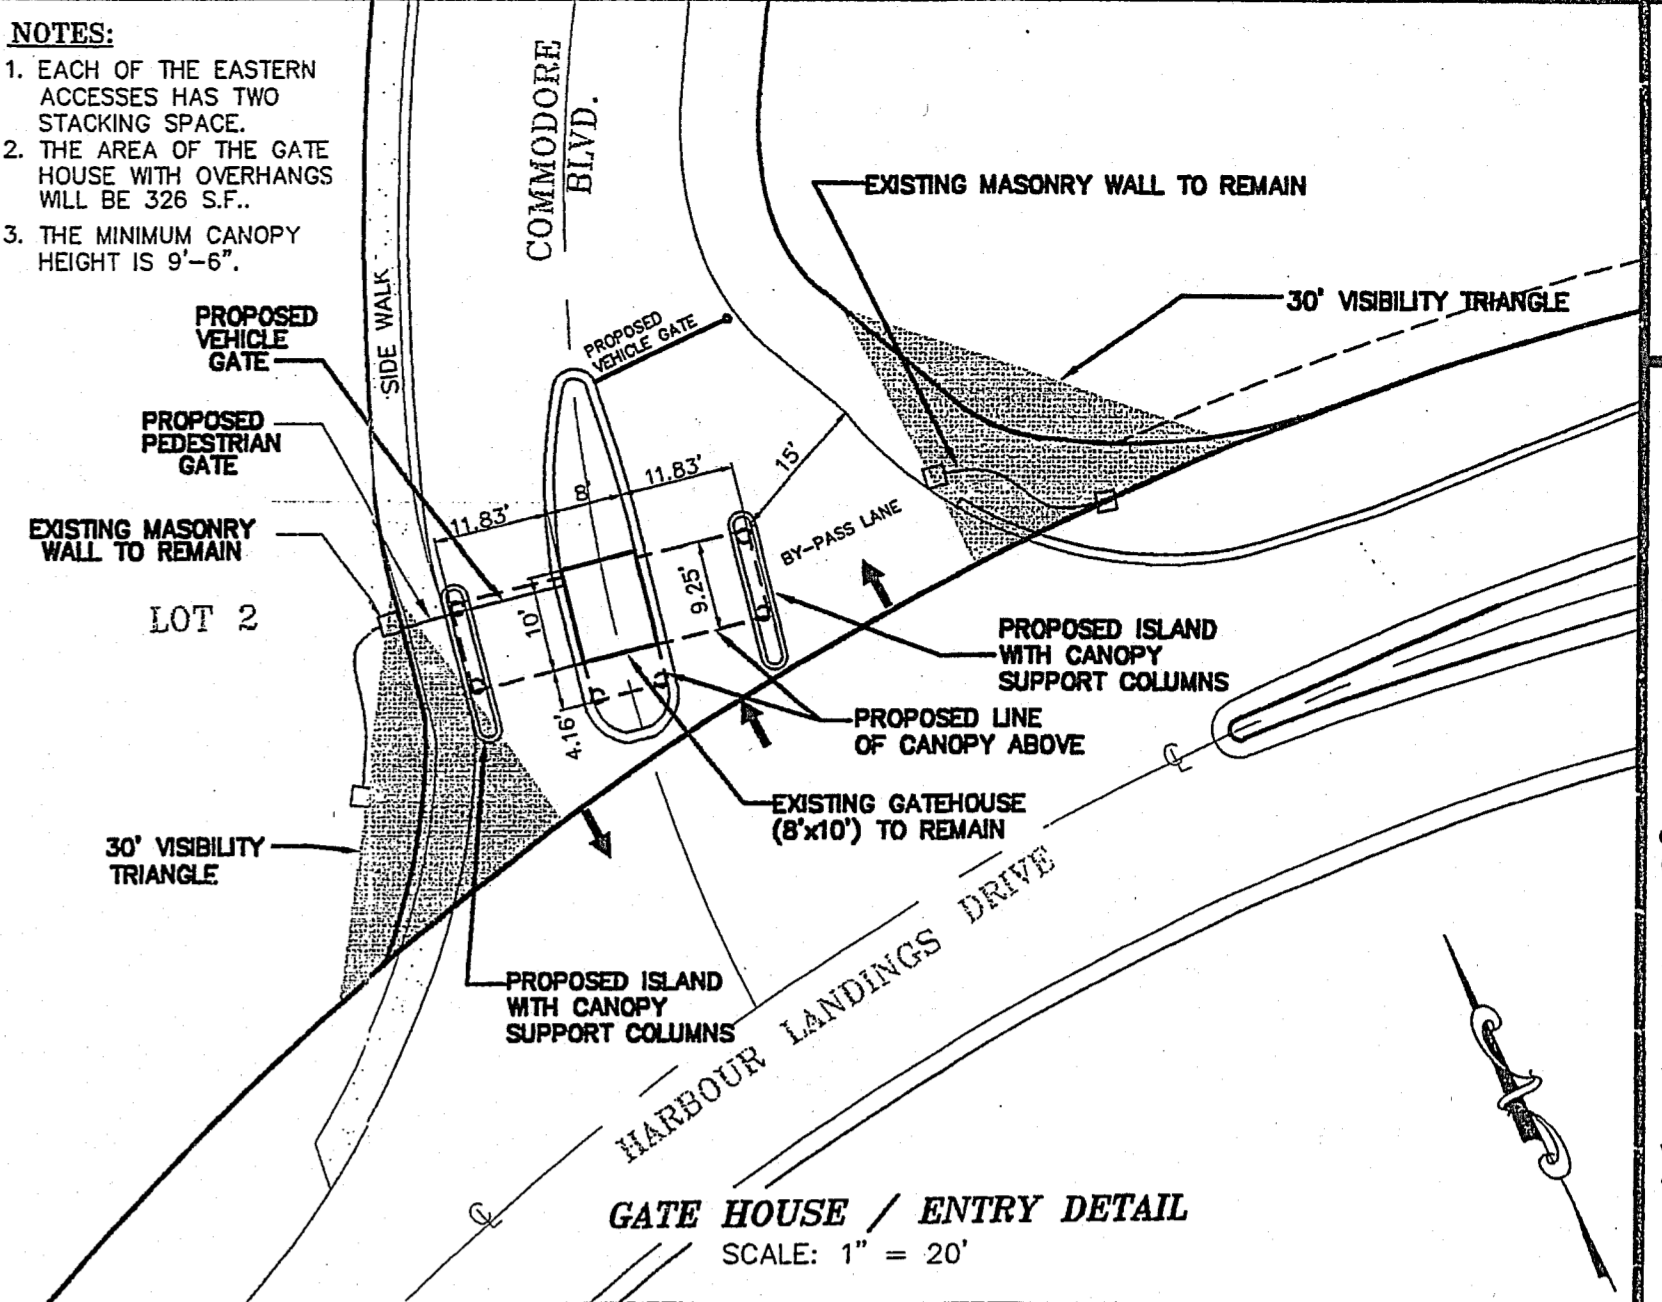 NOTES:
1. EACH OF THE EASTERN
ACCESSES HAS TWO
STACKING SPACE.
2. THE AREA OF THE GATE
HOUSE WITH OVERHANGS
WILL BE 326 S.F..
3. THE MINIMUM CANOPY
HEIGHT IS 9'-6".
COMMODORE
BLVD.
SIDE WALK
EXISTING MASONRY WALL TO REMAIN
30' VISIBILITY TRIANGLE
PROPOSED
VEHICLE
GATE
PROPOSED
VEHICLE GATE
PROPOSED
PEDESTRIAN
GATE
EXISTING MASONRY
WALL TO REMAIN
LOT 2
11.83'
8'
11.83'
15'
BY-PASS LANE
10'
9.25'
4.16'
PROPOSED ISLAND
WITH CANOPY
SUPPORT COLUMNS
PROPOSED LINE
OF CANOPY ABOVE
EXISTING GATEHOUSE
(8'x10') TO REMAIN
30' VISIBILITY
TRIANGLE
PROPOSED ISLAND
WITH CANOPY
SUPPORT COLUMNS
HARBOUR LANDINGS DRIVE
℄
℄
GATE HOUSE / ENTRY DETAIL
SCALE: 1" = 20'